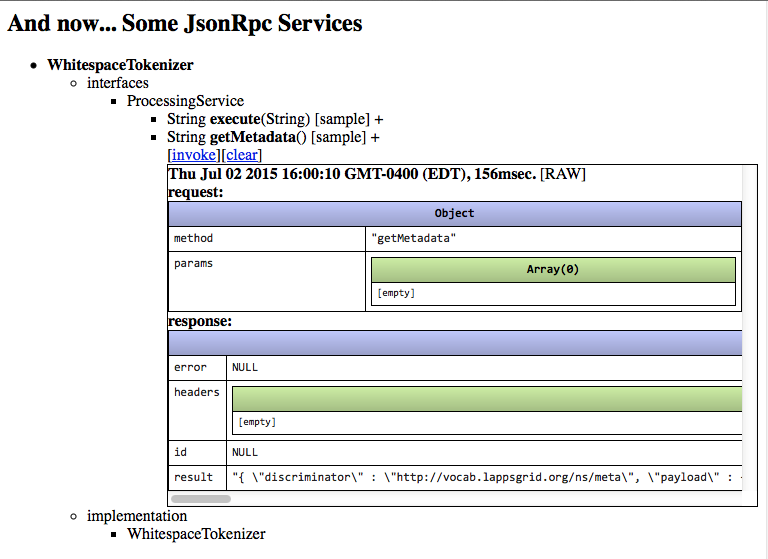 And now... Some JsonRpc Services
WhitespaceTokenizer
interfaces
ProcessingService
String execute(String) [sample] +
String getMetadata() [sample] +
[invoke][clear]
Thu Jul 02 2015 16:00:10 GMT-0400 (EDT), 156msec. [RAW]
request:
Object
method "getMetadata"
params Array(0)
[empty]
response:
error NULL
headers
[empty]
id NULL
result "{ \"discriminator\" : \"http://vocab.lappsgrid.org/ns/meta\", \"payload\" :
implementation
WhitespaceTokenizer